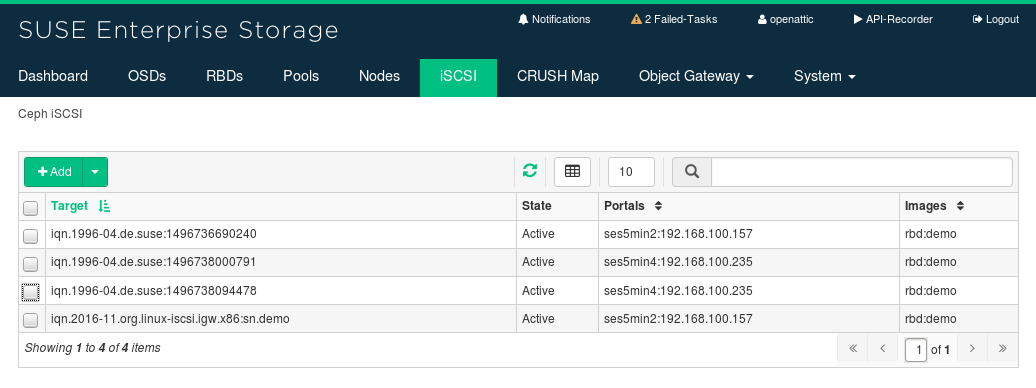 SUSE Enterprise Storage
Notifications 2 Failed-Tasks openattic API-Recorder Logout
Dashboard OSDs RBDs Pools Nodes iSCSI CRUSH Map Object Gateway System
Ceph iSCSI
Add 10
Target State Portals Images
iqn.1996-04.de.suse:1496736690240 Active ses5min2:192.168.100.157 rbd:demo
iqn.1996-04.de.suse:1496738000791 Active ses5min4:192.168.100.235 rbd:demo
iqn.1996-04.de.suse:1496738094478 Active ses5min4:192.168.100.235 rbd:demo
iqn.2016-11.org.linux-iscsi.igw.x86:sn.demo Active ses5min2:192.168.100.157 rbd:demo
Showing 1 to 4 of 4 items « ‹ 1 of 1 › »